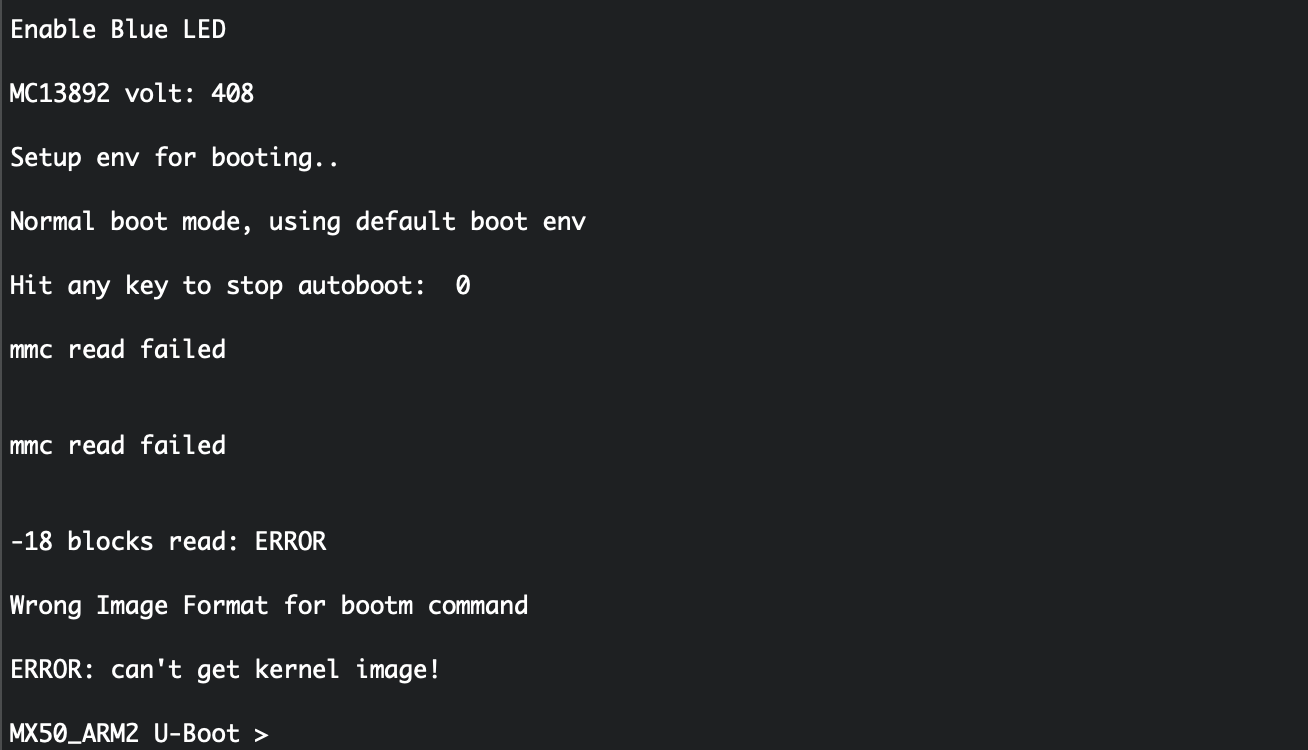 Enable Blue LED
MC13892 volt: 408
Setup env for booting..
Normal boot mode, using default boot env
Hit any key to stop autoboot:  0
mmc read failed
mmc read failed
-18 blocks read: ERROR
Wrong Image Format for bootm command
ERROR: can't get kernel image!
MX50_ARM2 U-Boot >